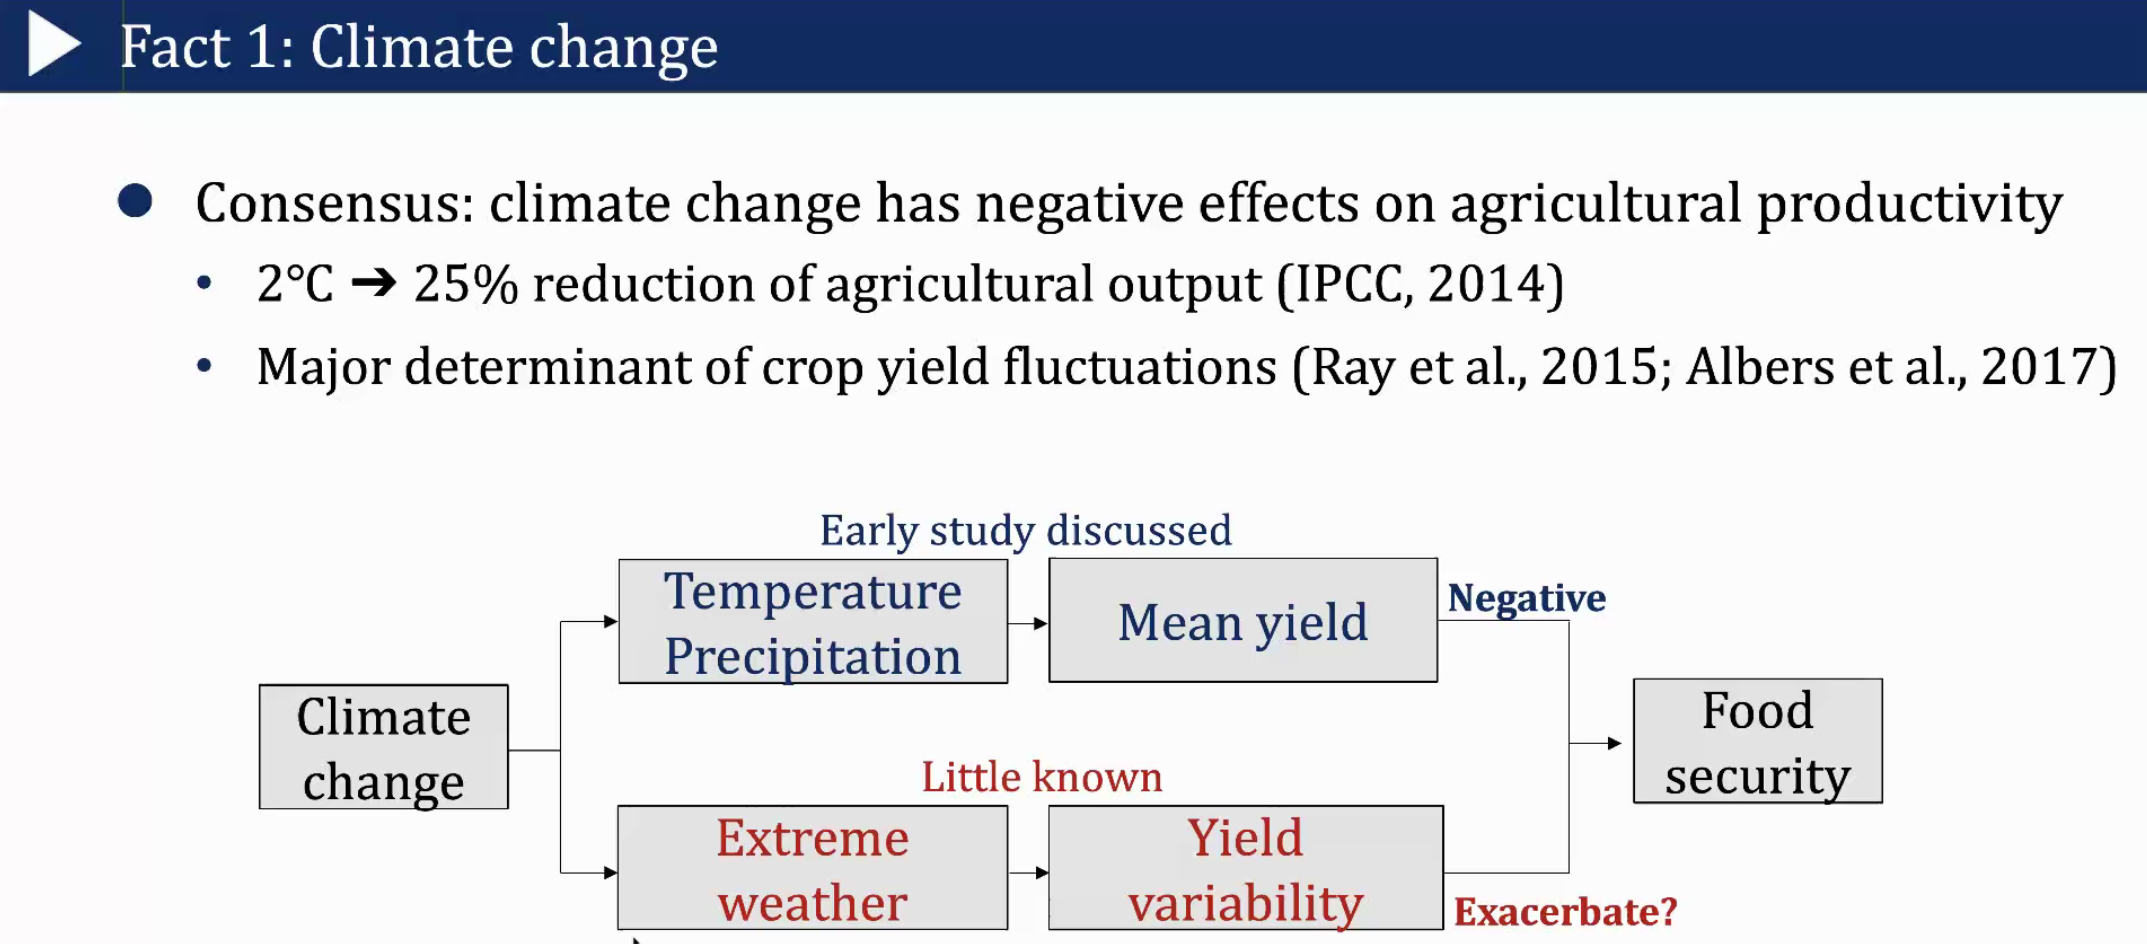 Fact 1: Climate change
Consensus: climate change has negative effects on agricultural productivity
2°C ➔ 25% reduction of agricultural output (IPCC, 2014)
Major determinant of crop yield fluctuations (Ray et al., 2015; Albers et al., 2017)
Early study discussed
Temperature
Precipitation
Mean yield
Negative
Climate
change
Food
security
Little known
Extreme
weather
Yield
variability
Exacerbate?